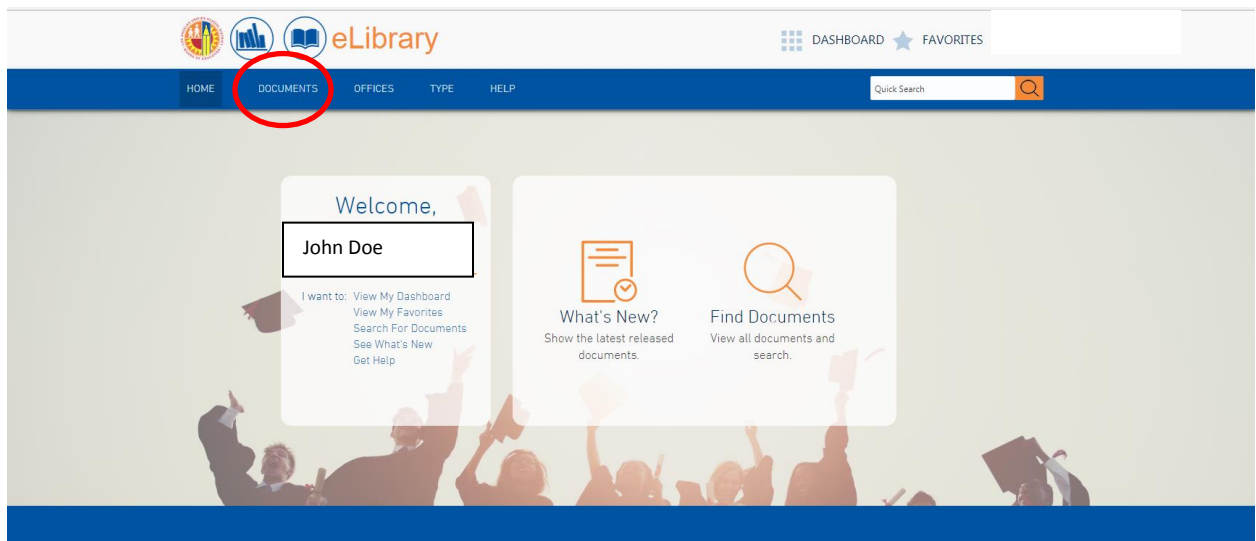 eLibrary
DASHBOARD FAVORITES
HOME DOCUMENTS OFFICES TYPE HELP
Quick Search
Welcome,
John Doe
I want to: View My Dashboard
View My Favorites
Search For Documents
See What's New
Get Help
What's New?
Show the latest released
documents.
Find Documents
View all documents and
search.